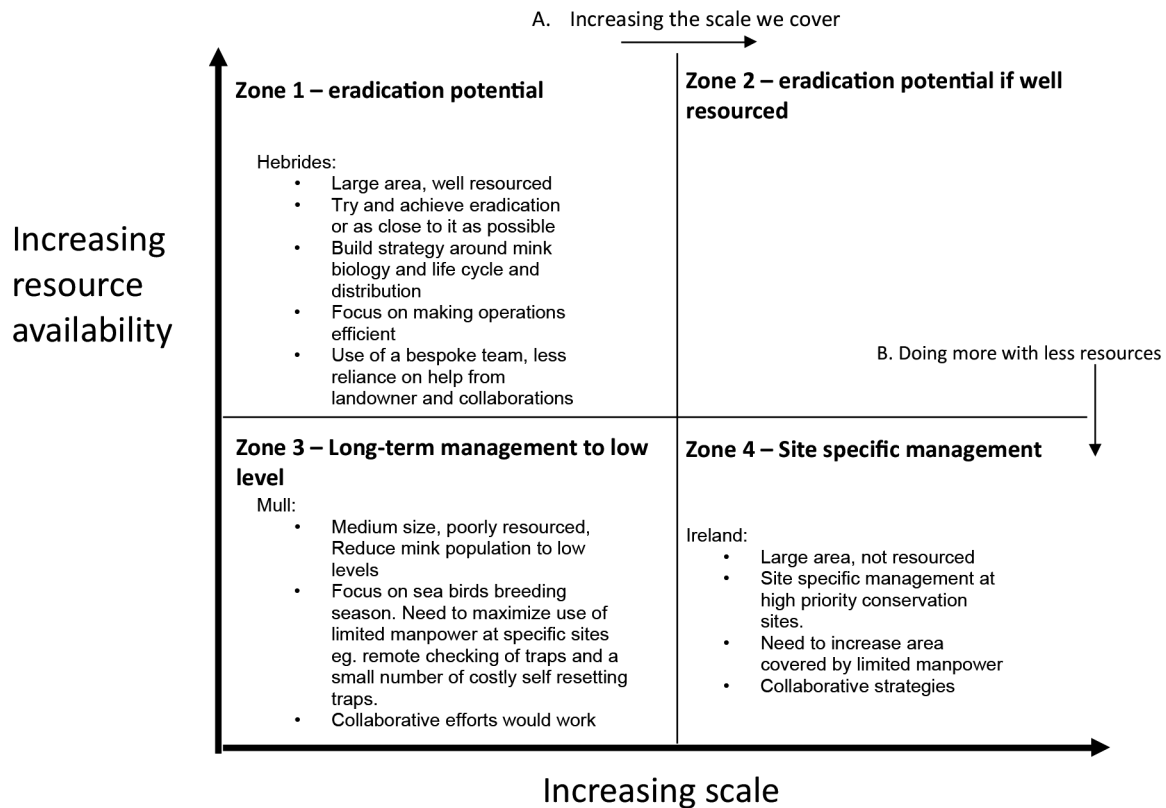 A. Increasing the scale we cover
Zone 1 – eradication potential
Zone 2 – eradication potential if well
resourced
Hebrides:
• Large area, well resourced
• Try and achieve eradication
or as close to it as possible
• Build strategy around mink
biology and life cycle and
distribution
• Focus on making operations
efficient
• Use of a bespoke team, less
reliance on help from
landowner and collaborations
Increasing
resource
availability
B. Doing more with less resources
Zone 3 – Long-term management to low
level
Mull:
• Medium size, poorly resourced,
Reduce mink population to low
levels
• Focus on sea birds breeding
season. Need to maximize use of
limited manpower at specific sites
eg. remote checking of traps and a
small number of costly self resetting
traps.
• Collaborative efforts would work
Zone 4 – Site specific management
Ireland:
• Large area, not resourced
• Site specific management at
high priority conservation
sites.
• Need to increase area
covered by limited manpower
• Collaborative strategies
Increasing scale